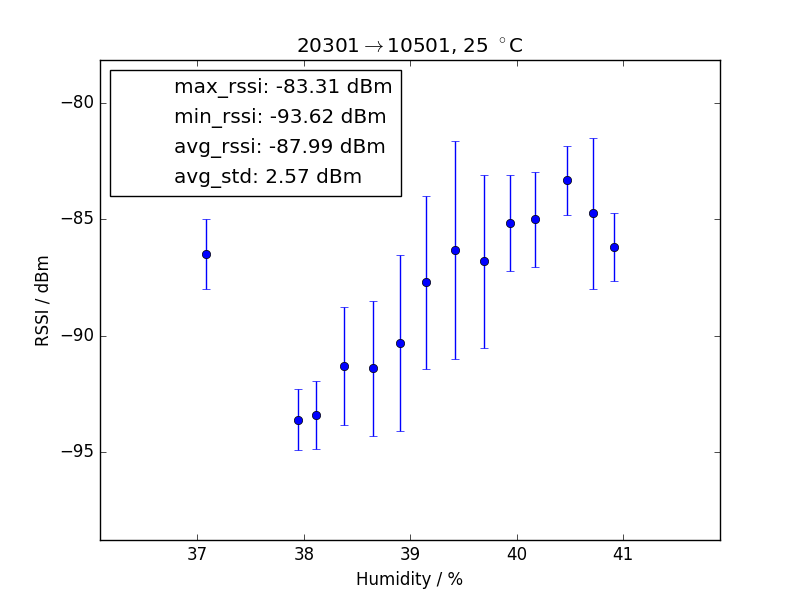 20301→10501, 25 °C
max_rssi: -83.31 dBm
min_rssi: -93.62 dBm
avg_rssi: -87.99 dBm
avg_std: 2.57 dBm
−80
−85
−90
−95
RSSI / dBm
37 38 39 40 41
Humidity / %